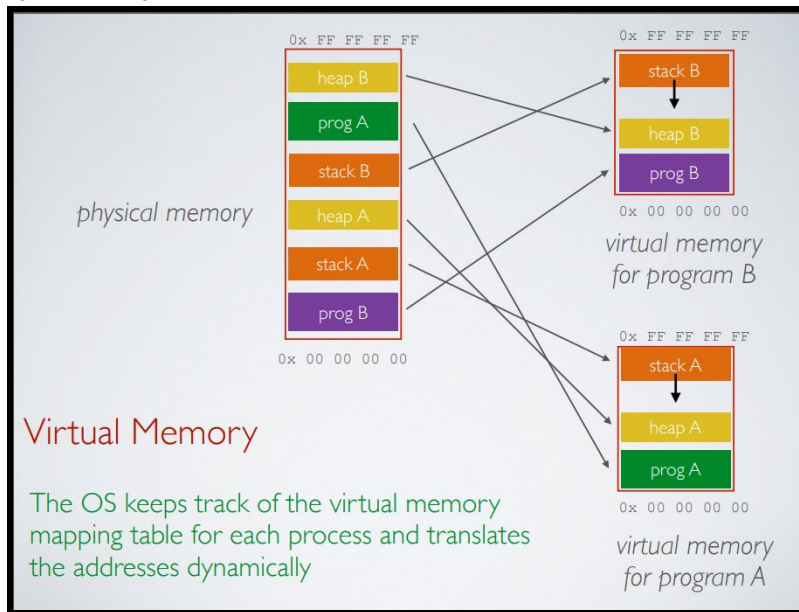 0x FF FF FF FF
heap B
prog A
stack B
heap A
stack A
prog B
0x 00 00 00 00
physical memory
0x FF FF FF FF
stack B
heap B
prog B
0x 00 00 00 00
virtual memory
for program B
0x FF FF FF FF
stack A
heap A
prog A
0x 00 00 00 00
virtual memory
for program A
Virtual Memory
The OS keeps track of the virtual memory
mapping table for each process and translates
the addresses dynamically